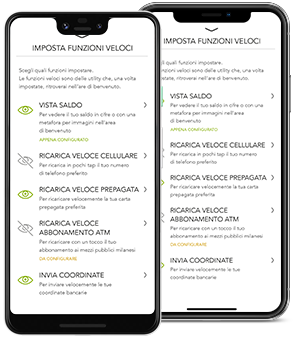 IMPOSTA FUNZIONI VELOCI
Scegli quali funzioni impostare.
Le funzioni veloci sono delle utility che, una volta
impostate, ritroverai nell'area di benvenuto.
VISTA SALDO
Per vedere il tuo saldo in cifre o con una
metafora per immagini nell'area
di benvenuto
APPENA CONFIGURATO
RICARICA VELOCE CELLULARE
Per ricarica in pochi tap il tuo numero
di telefono preferito
RICARICA VELOCE PREPAGATA
Per ricaricare velocemente la tua carta
prepagata preferita
RICARICA VELOCE
ABBONAMENTO ATM
Per ricaricare con un tocco il tuo
abbonamento ai mezzi pubblici milanesi
DA CONFIGURARE
INVIA COORDINATE
Per inviare velocemente le tue
coordinate bancarie
IMPOSTA FUNZIONI VELOCI
Scegli quali funzioni impostare.
Le funzioni veloci sono delle utility che, una volta
impostate, ritroverai nell'area di benvenuto.
VISTA SALDO
Per vedere il tuo saldo in cifre o con una
metafora per immagini nell'area
di benvenuto
APPENA CONFIGURATO
RICARICA VELOCE CELLULARE
Per ricarica in pochi tap il tuo numero
di telefono preferito
RICARICA VELOCE PREPAGATA
Per ricaricare velocemente la tua carta
prepagata preferita
RICARICA VELOCE
ABBONAMENTO ATM
Per ricaricare con un tocco il tuo
abbonamento ai mezzi pubblici milanesi
DA CONFIGURARE
INVIA COORDINATE
Per inviare velocemente le tue
coordinate bancarie